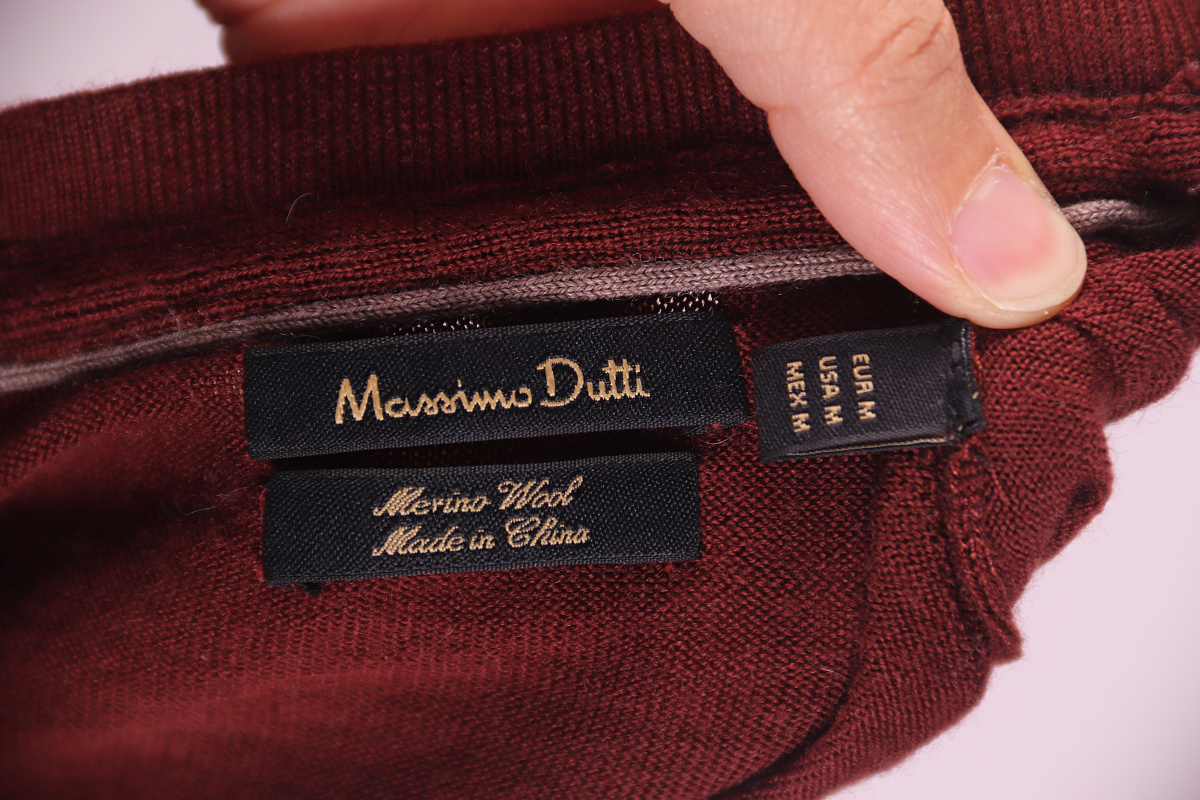 Massimo Dutti
Merino Wool
Made in China
EUR M
USA M
MEX M